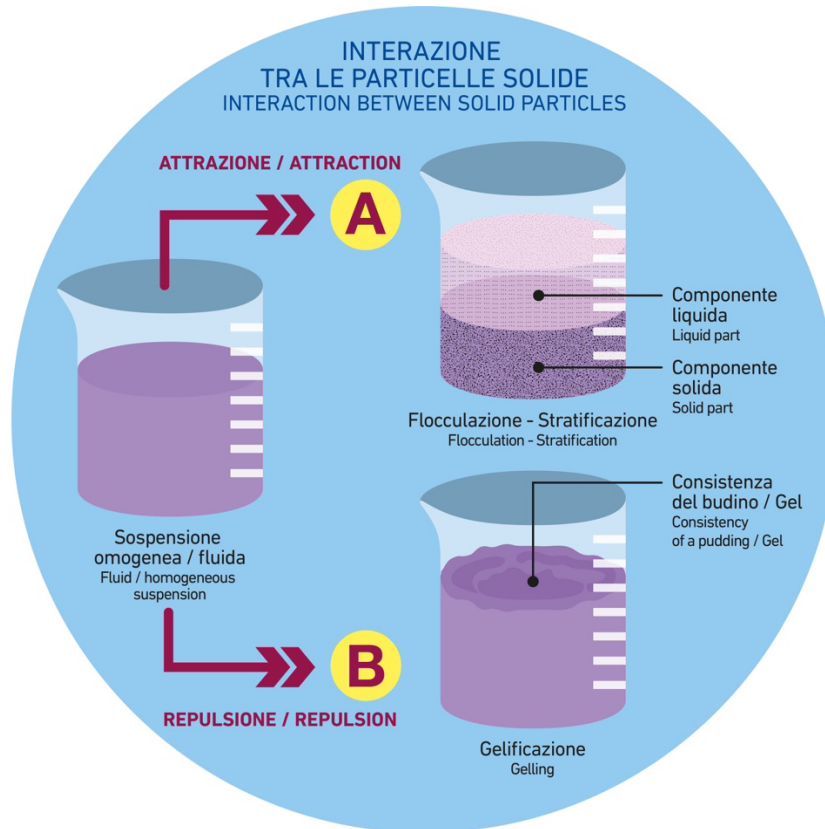 INTERAZIONE
TRA LE PARTICELLE SOLIDE
INTERACTION BETWEEN SOLID PARTICLES
ATTRAZIONE / ATTRACTION
A
Componente
liquida
Liquid part
Componente
solida
Solid part
Flocculazione - Stratificazione
Flocculation - Stratification
Sospensione
omogenea / fluida
Fluid / homogeneous
suspension
Consistenza
del budino / Gel
Consistency
of a pudding / Gel
B
REPULSIONE / REPULSION
Gelificazione
Gelling